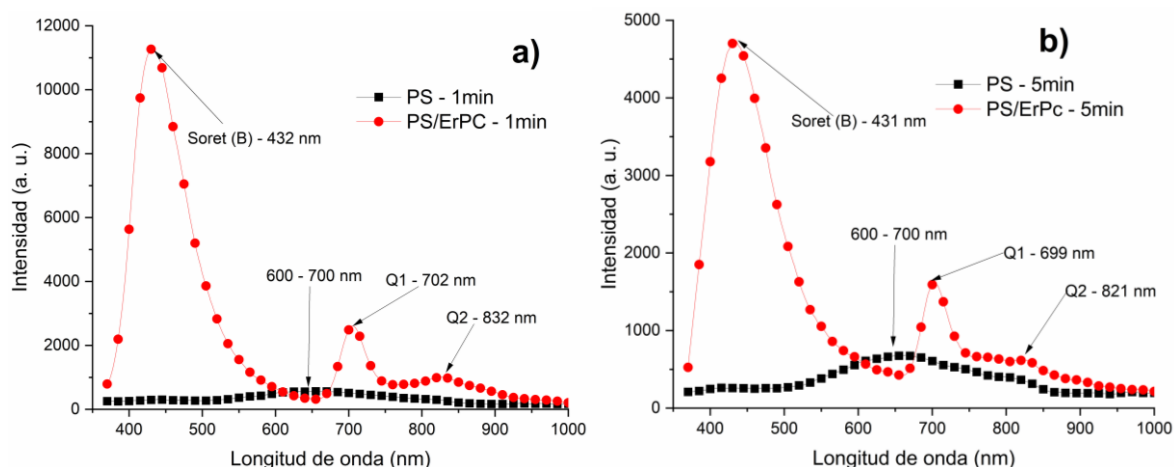 a)
PS - 1min
PS/ErPC - 1min
Soret (B) - 432 nm
600 - 700 nm
Q1 - 702 nm
Q2 - 832 nm
Intensidad (a. u.)
12000
10000
8000
6000
4000
2000
0
400
500
600
700
800
900
1000
Longitud de onda (nm)
b)
PS - 5min
PS/ErPc - 5min
Soret (B) - 431 nm
600 - 700 nm
Q1 - 699 nm
Q2 - 821 nm
Intensidad (a. u.)
5000
4000
3000
2000
1000
0
400
500
600
700
800
900
1000
Longitud de onda (nm)